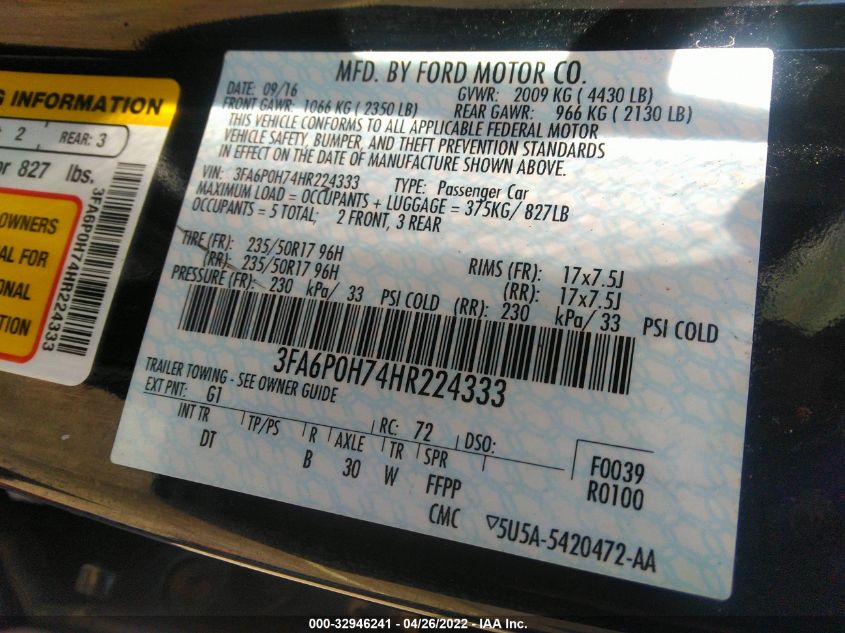 G INFORMATION
: 2 REAR: 3
or 827 lbs.
3FA6P0H74HR224333
OWNERS
AL FOR
ONAL
TION
MFD. BY FORD MOTOR CO.
DATE: 09/16 GVWR: 2009 KG ( 4430 LB)
FRONT GAWR: 1066 KG ( 2350 LB) REAR GAWR: 966 KG ( 2130 LB)
THIS VEHICLE CONFORMS TO ALL APPLICABLE FEDERAL MOTOR
VEHICLE SAFETY, BUMPER, AND THEFT PREVENTION STANDARDS
IN EFFECT ON THE DATE OF MANUFACTURE SHOWN ABOVE.
VIN: 3FA6P0H74HR224333 TYPE: Passenger Car
MAXIMUM LOAD = OCCUPANTS + LUGGAGE = 375KG/ 827LB
OCCUPANTS = 5 TOTAL; 2 FRONT, 3 REAR
TIRE (FR): 235/50R17 96H RIMS (FR): 17x7.5J
(RR): 235/50R17 96H (RR): 17x7.5J
PRESSURE (FR): 230 kPa/ 33 PSI COLD (RR): 230 kPa/ 33 PSI COLD
3FA6P0H74HR224333
TRAILER TOWING - SEE OWNER GUIDE
EXT PNT: G1 RC: 72 DSO:
INT TR TP/PS R AXLE TR SPR
DT B 30 W FFPP
F0039
R0100
CMC ▽5U5A-5420472-AA
000-32946241 - 04/26/2022 - IAA Inc.